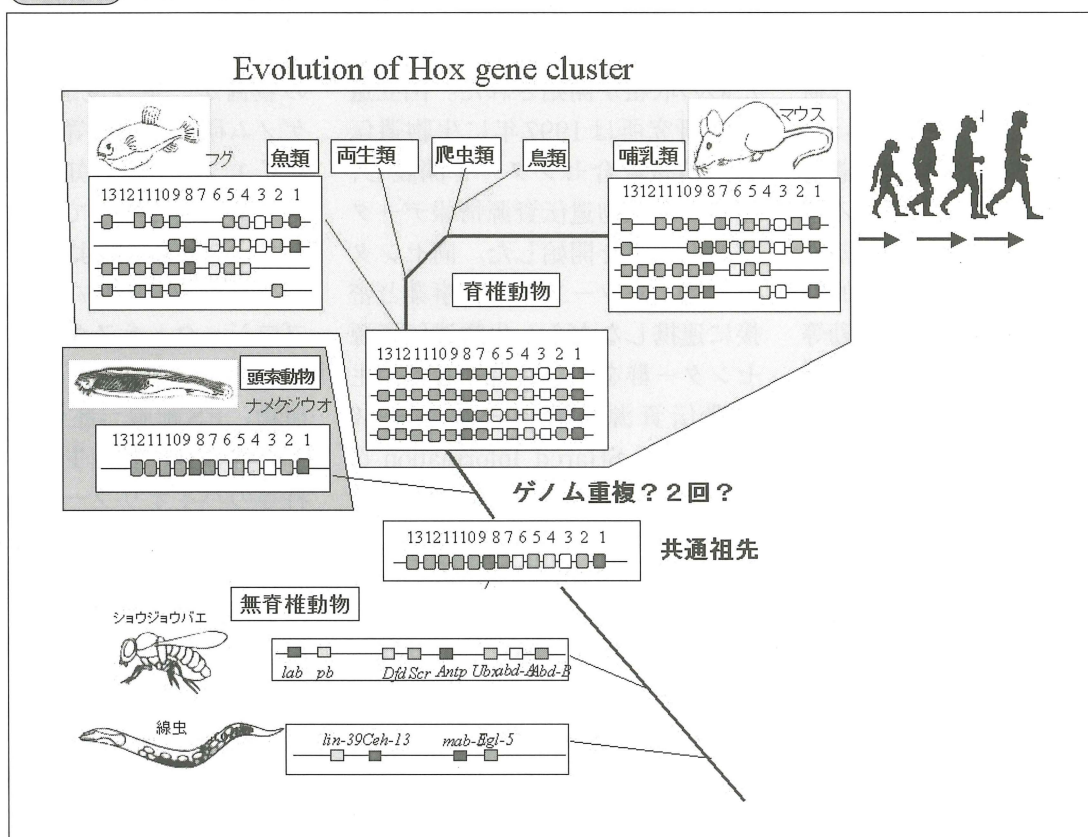 Evolution of Hox gene cluster
フグ
魚類
両生類
爬虫類
鳥類
哺乳類
マウス
13 12 11 10 9 8 7 6 5 4 3 2 1
13 12 11 10 9 8 7 6 5 4 3 2 1
脊椎動物
13 12 11 10 9 8 7 6 5 4 3 2 1
頭索動物
ナメクジウオ
13 12 11 10 9 8 7 6 5 4 3 2 1
ゲノム重複？２回？
13 12 11 10 9 8 7 6 5 4 3 2 1
共通祖先
無脊椎動物
ショウジョウバエ
lab pb Dfd Scr Antp Ubx abd-A Abd-B
線虫
lin-39 Ceh-13 Egl-5